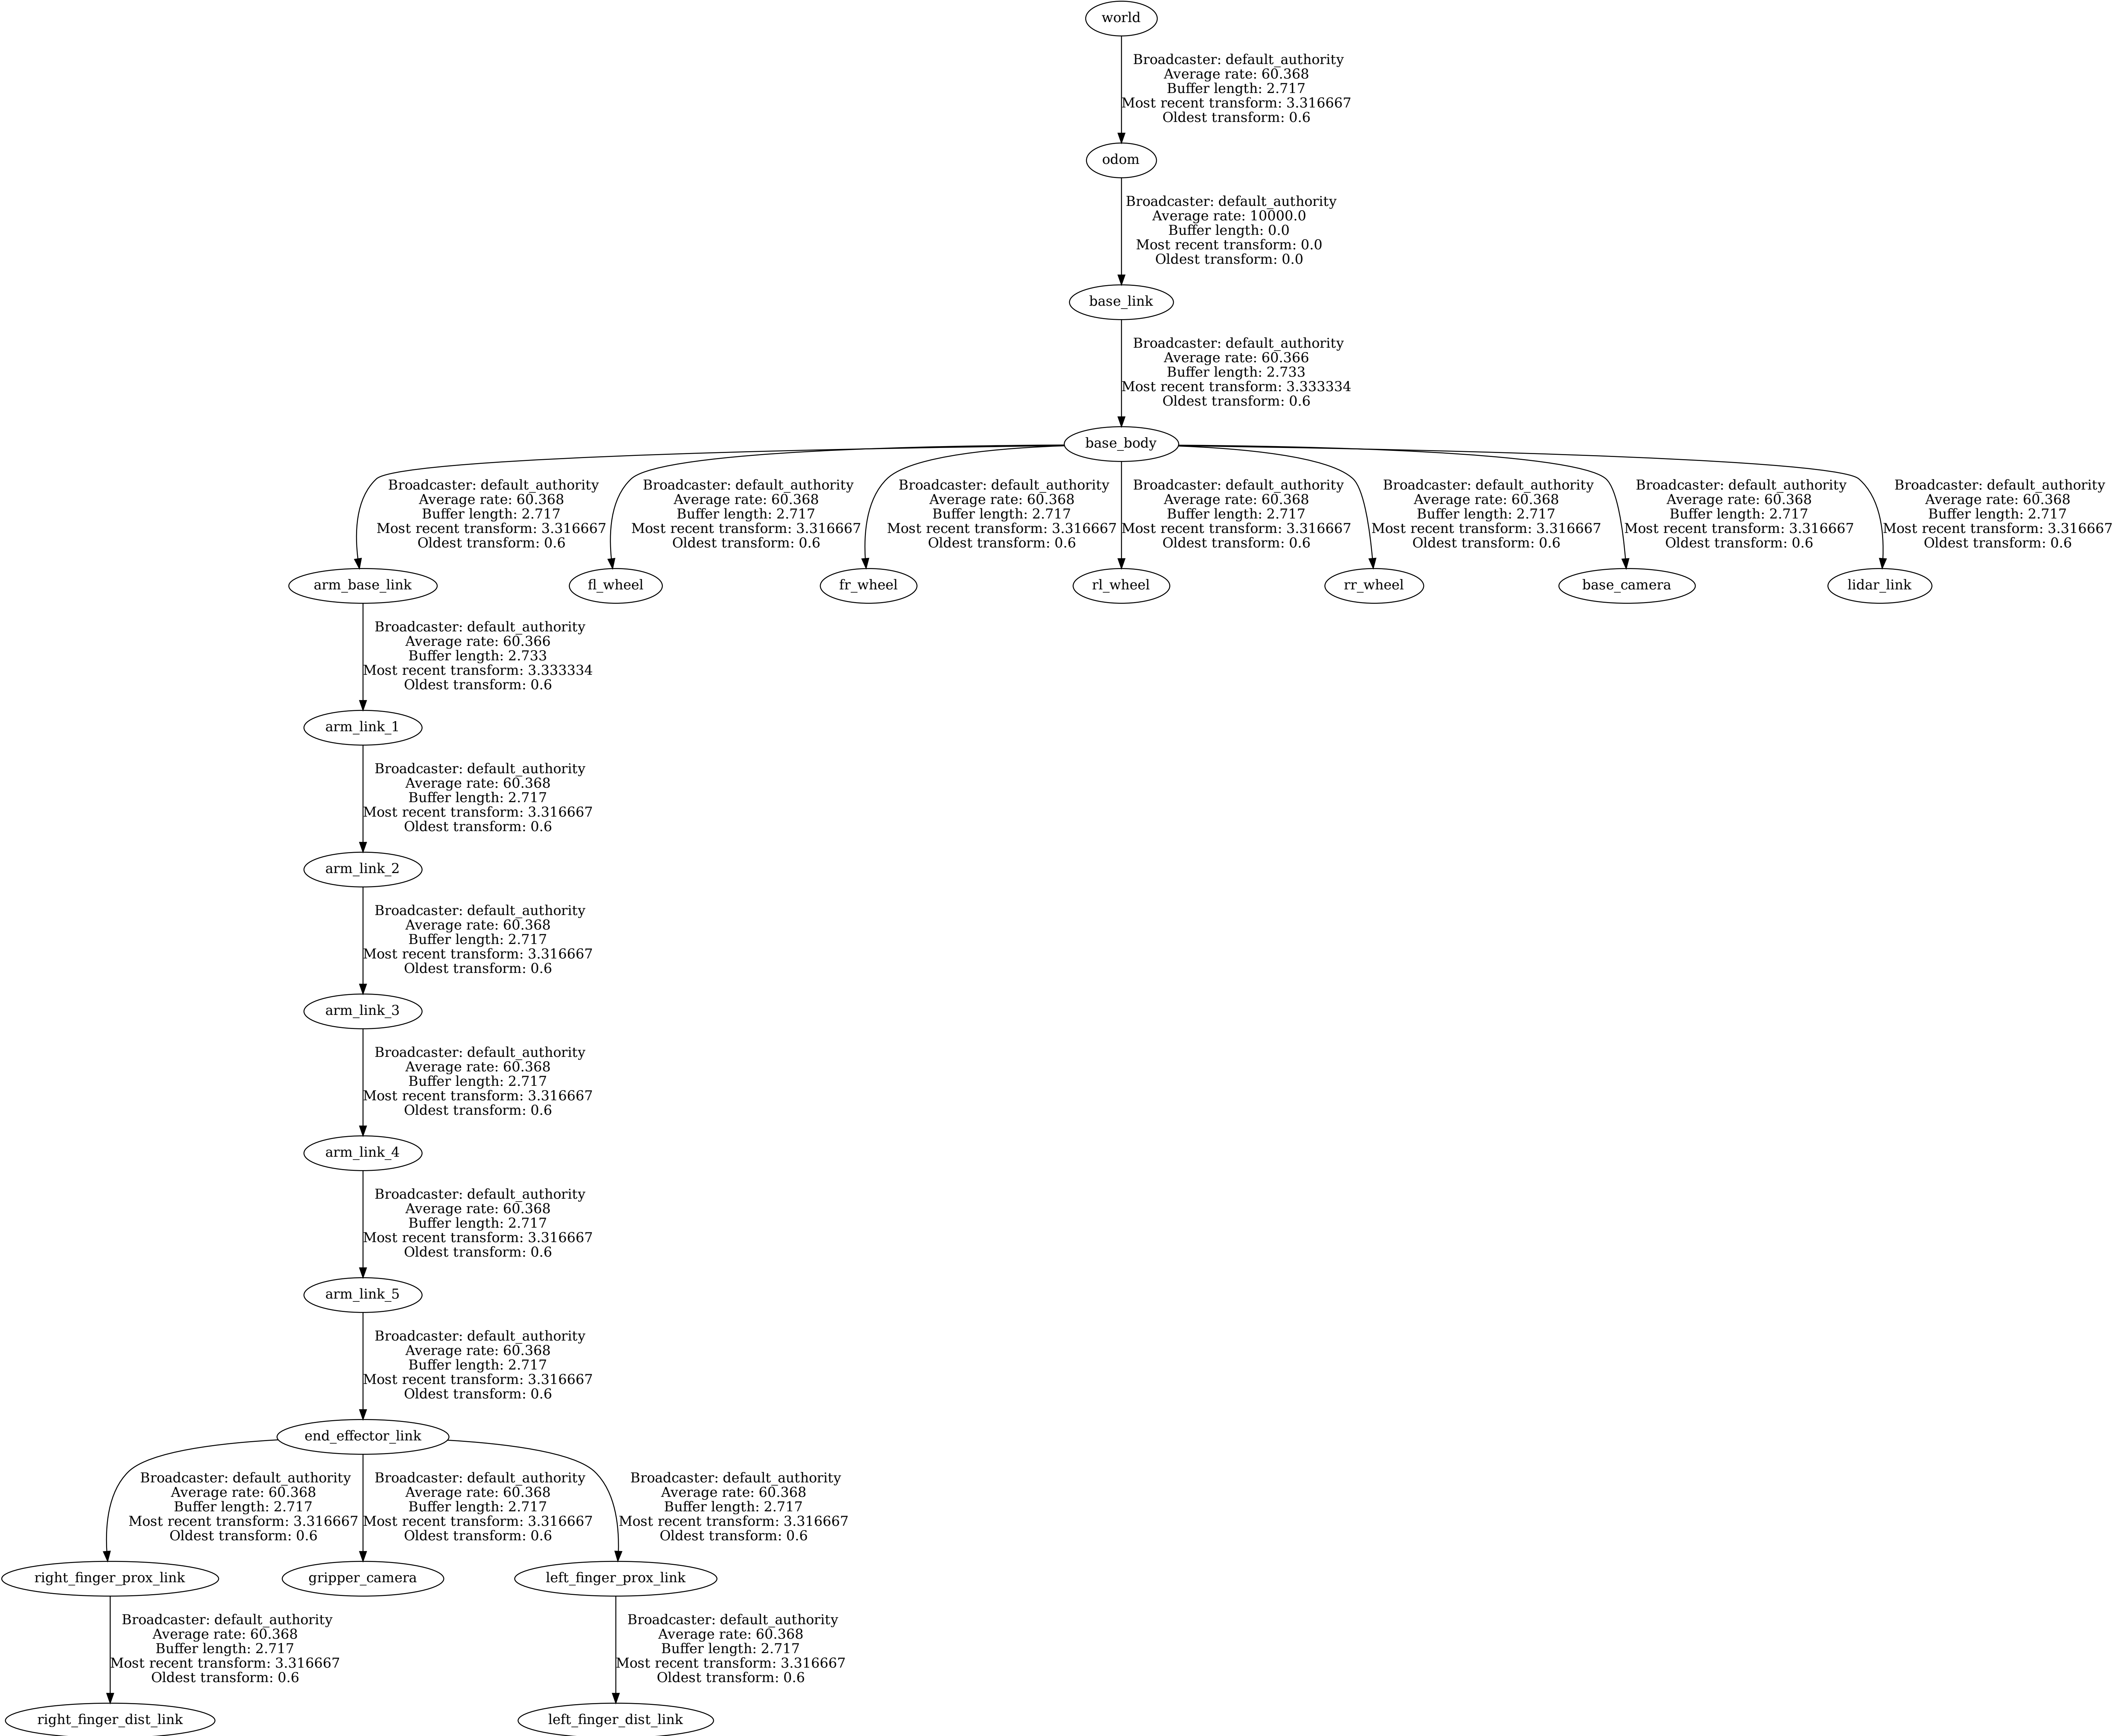 world
Broadcaster: default_authority
Average rate: 60.368
Buffer length: 2.717
Most recent transform: 3.316667
Oldest transform: 0.6
odom
Broadcaster: default_authority
Average rate: 10000.0
Buffer length: 0.0
Most recent transform: 0.0
Oldest transform: 0.0
base_link
Broadcaster: default_authority
Average rate: 60.366
Buffer length: 2.733
Most recent transform: 3.333334
Oldest transform: 0.6
base_body
Broadcaster: default_authority
Average rate: 60.368
Buffer length: 2.717
Most recent transform: 3.316667
Oldest transform: 0.6
Broadcaster: default_authority
Average rate: 60.368
Buffer length: 2.717
Most recent transform: 3.316667
Oldest transform: 0.6
Broadcaster: default_authority
Average rate: 60.368
Buffer length: 2.717
Most recent transform: 3.316667
Oldest transform: 0.6
Broadcaster: default_authority
Average rate: 60.368
Buffer length: 2.717
Most recent transform: 3.316667
Oldest transform: 0.6
Broadcaster: default_authority
Average rate: 60.368
Buffer length: 2.717
Most recent transform: 3.316667
Oldest transform: 0.6
Broadcaster: default_authority
Average rate: 60.368
Buffer length: 2.717
Most recent transform: 3.316667
Oldest transform: 0.6
Broadcaster: default_authority
Average rate: 60.368
Buffer length: 2.717
Most recent transform: 3.316667
Oldest transform: 0.6
arm_base_link
fl_wheel
fr_wheel
rl_wheel
rr_wheel
base_camera
lidar_link
Broadcaster: default_authority
Average rate: 60.366
Buffer length: 2.733
Most recent transform: 3.333334
Oldest transform: 0.6
arm_link_1
Broadcaster: default_authority
Average rate: 60.368
Buffer length: 2.717
Most recent transform: 3.316667
Oldest transform: 0.6
arm_link_2
Broadcaster: default_authority
Average rate: 60.368
Buffer length: 2.717
Most recent transform: 3.316667
Oldest transform: 0.6
arm_link_3
Broadcaster: default_authority
Average rate: 60.368
Buffer length: 2.717
Most recent transform: 3.316667
Oldest transform: 0.6
arm_link_4
Broadcaster: default_authority
Average rate: 60.368
Buffer length: 2.717
Most recent transform: 3.316667
Oldest transform: 0.6
arm_link_5
Broadcaster: default_authority
Average rate: 60.368
Buffer length: 2.717
Most recent transform: 3.316667
Oldest transform: 0.6
end_effector_link
Broadcaster: default_authority
Average rate: 60.368
Buffer length: 2.717
Most recent transform: 3.316667
Oldest transform: 0.6
Broadcaster: default_authority
Average rate: 60.368
Buffer length: 2.717
Most recent transform: 3.316667
Oldest transform: 0.6
Broadcaster: default_authority
Average rate: 60.368
Buffer length: 2.717
Most recent transform: 3.316667
Oldest transform: 0.6
right_finger_prox_link
gripper_camera
left_finger_prox_link
Broadcaster: default_authority
Average rate: 60.368
Buffer length: 2.717
Most recent transform: 3.316667
Oldest transform: 0.6
Broadcaster: default_authority
Average rate: 60.368
Buffer length: 2.717
Most recent transform: 3.316667
Oldest transform: 0.6
right_finger_dist_link
left_finger_dist_link